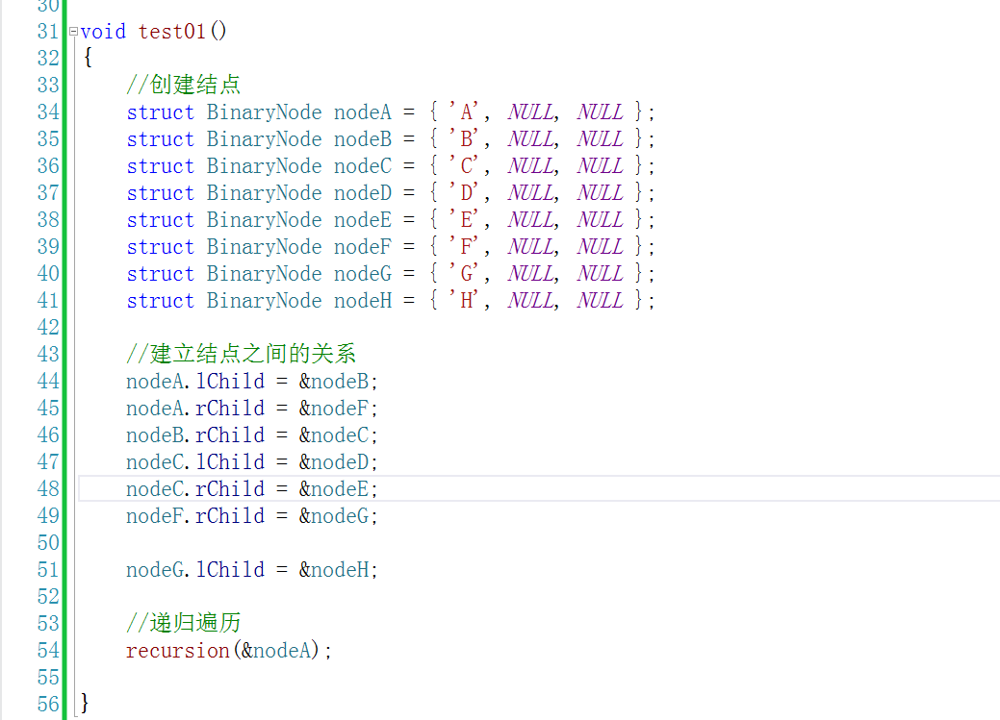 30
31 void test01()
32 {
33 //创建结点
34 struct BinaryNode nodeA = { 'A', NULL, NULL };
35 struct BinaryNode nodeB = { 'B', NULL, NULL };
36 struct BinaryNode nodeC = { 'C', NULL, NULL };
37 struct BinaryNode nodeD = { 'D', NULL, NULL };
38 struct BinaryNode nodeE = { 'E', NULL, NULL };
39 struct BinaryNode nodeF = { 'F', NULL, NULL };
40 struct BinaryNode nodeG = { 'G', NULL, NULL };
41 struct BinaryNode nodeH = { 'H', NULL, NULL };
42
43 //建立结点之间的关系
44 nodeA.lChild = &nodeB;
45 nodeA.rChild = &nodeF;
46 nodeB.rChild = &nodeC;
47 nodeC.lChild = &nodeD;
48 nodeC.rChild = &nodeE;
49 nodeF.rChild = &nodeG;
50
51 nodeG.lChild = &nodeH;
52
53 //递归遍历
54 recursion(&nodeA);
55
56 }